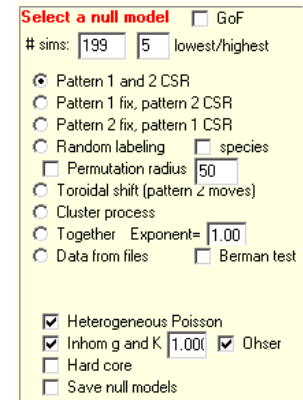 Select a null model GoF
# sims: 199 5 lowest/highest
Pattern 1 and 2 CSR
Pattern 1 fix, pattern 2 CSR
Pattern 2 fix, pattern 1 CSR
Random labeling species
Permutation radius 50
Toroidal shift (pattern 2 moves)
Cluster process
Together Exponent= 1.00
Data from files Berman test
Heterogeneous Poisson
Inhom g and K 1.00( Ohser
Hard core
Save null models